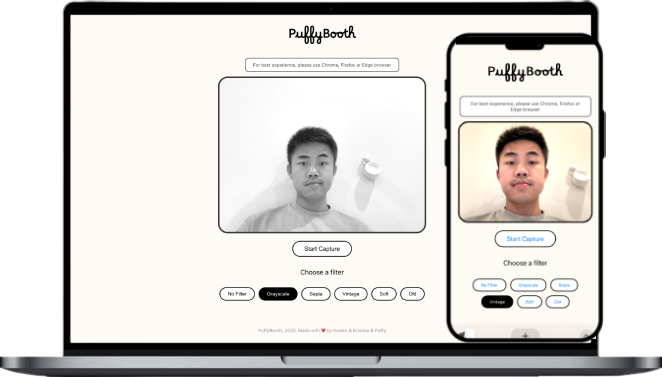 PuffyBooth
For best experience, please use Chrome, Firefox or Edge browser
Start Capture
Choose a filter
No Filter Grayscale Sepia Vintage Soft Old
PuffyBooth, 2025. Made with ❤️ by Keisen & Kristine & Puffy
PuffyBooth
For best experience, please use Chrome, Firefox or
Edge browser
Start Capture
Choose a filter
No Filter Grayscale Sepia
Vintage Soft Old
+